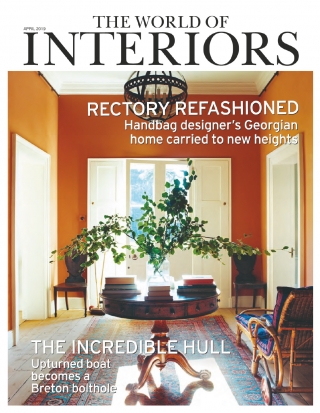 THE WORLD OF
APRIL 2019
INTERIORS
RECTORY REFASHIONED
Handbag designer's Georgian
home carried to new heights
THE INCREDIBLE HULL
Upturned boat
becomes a
Breton bolthole